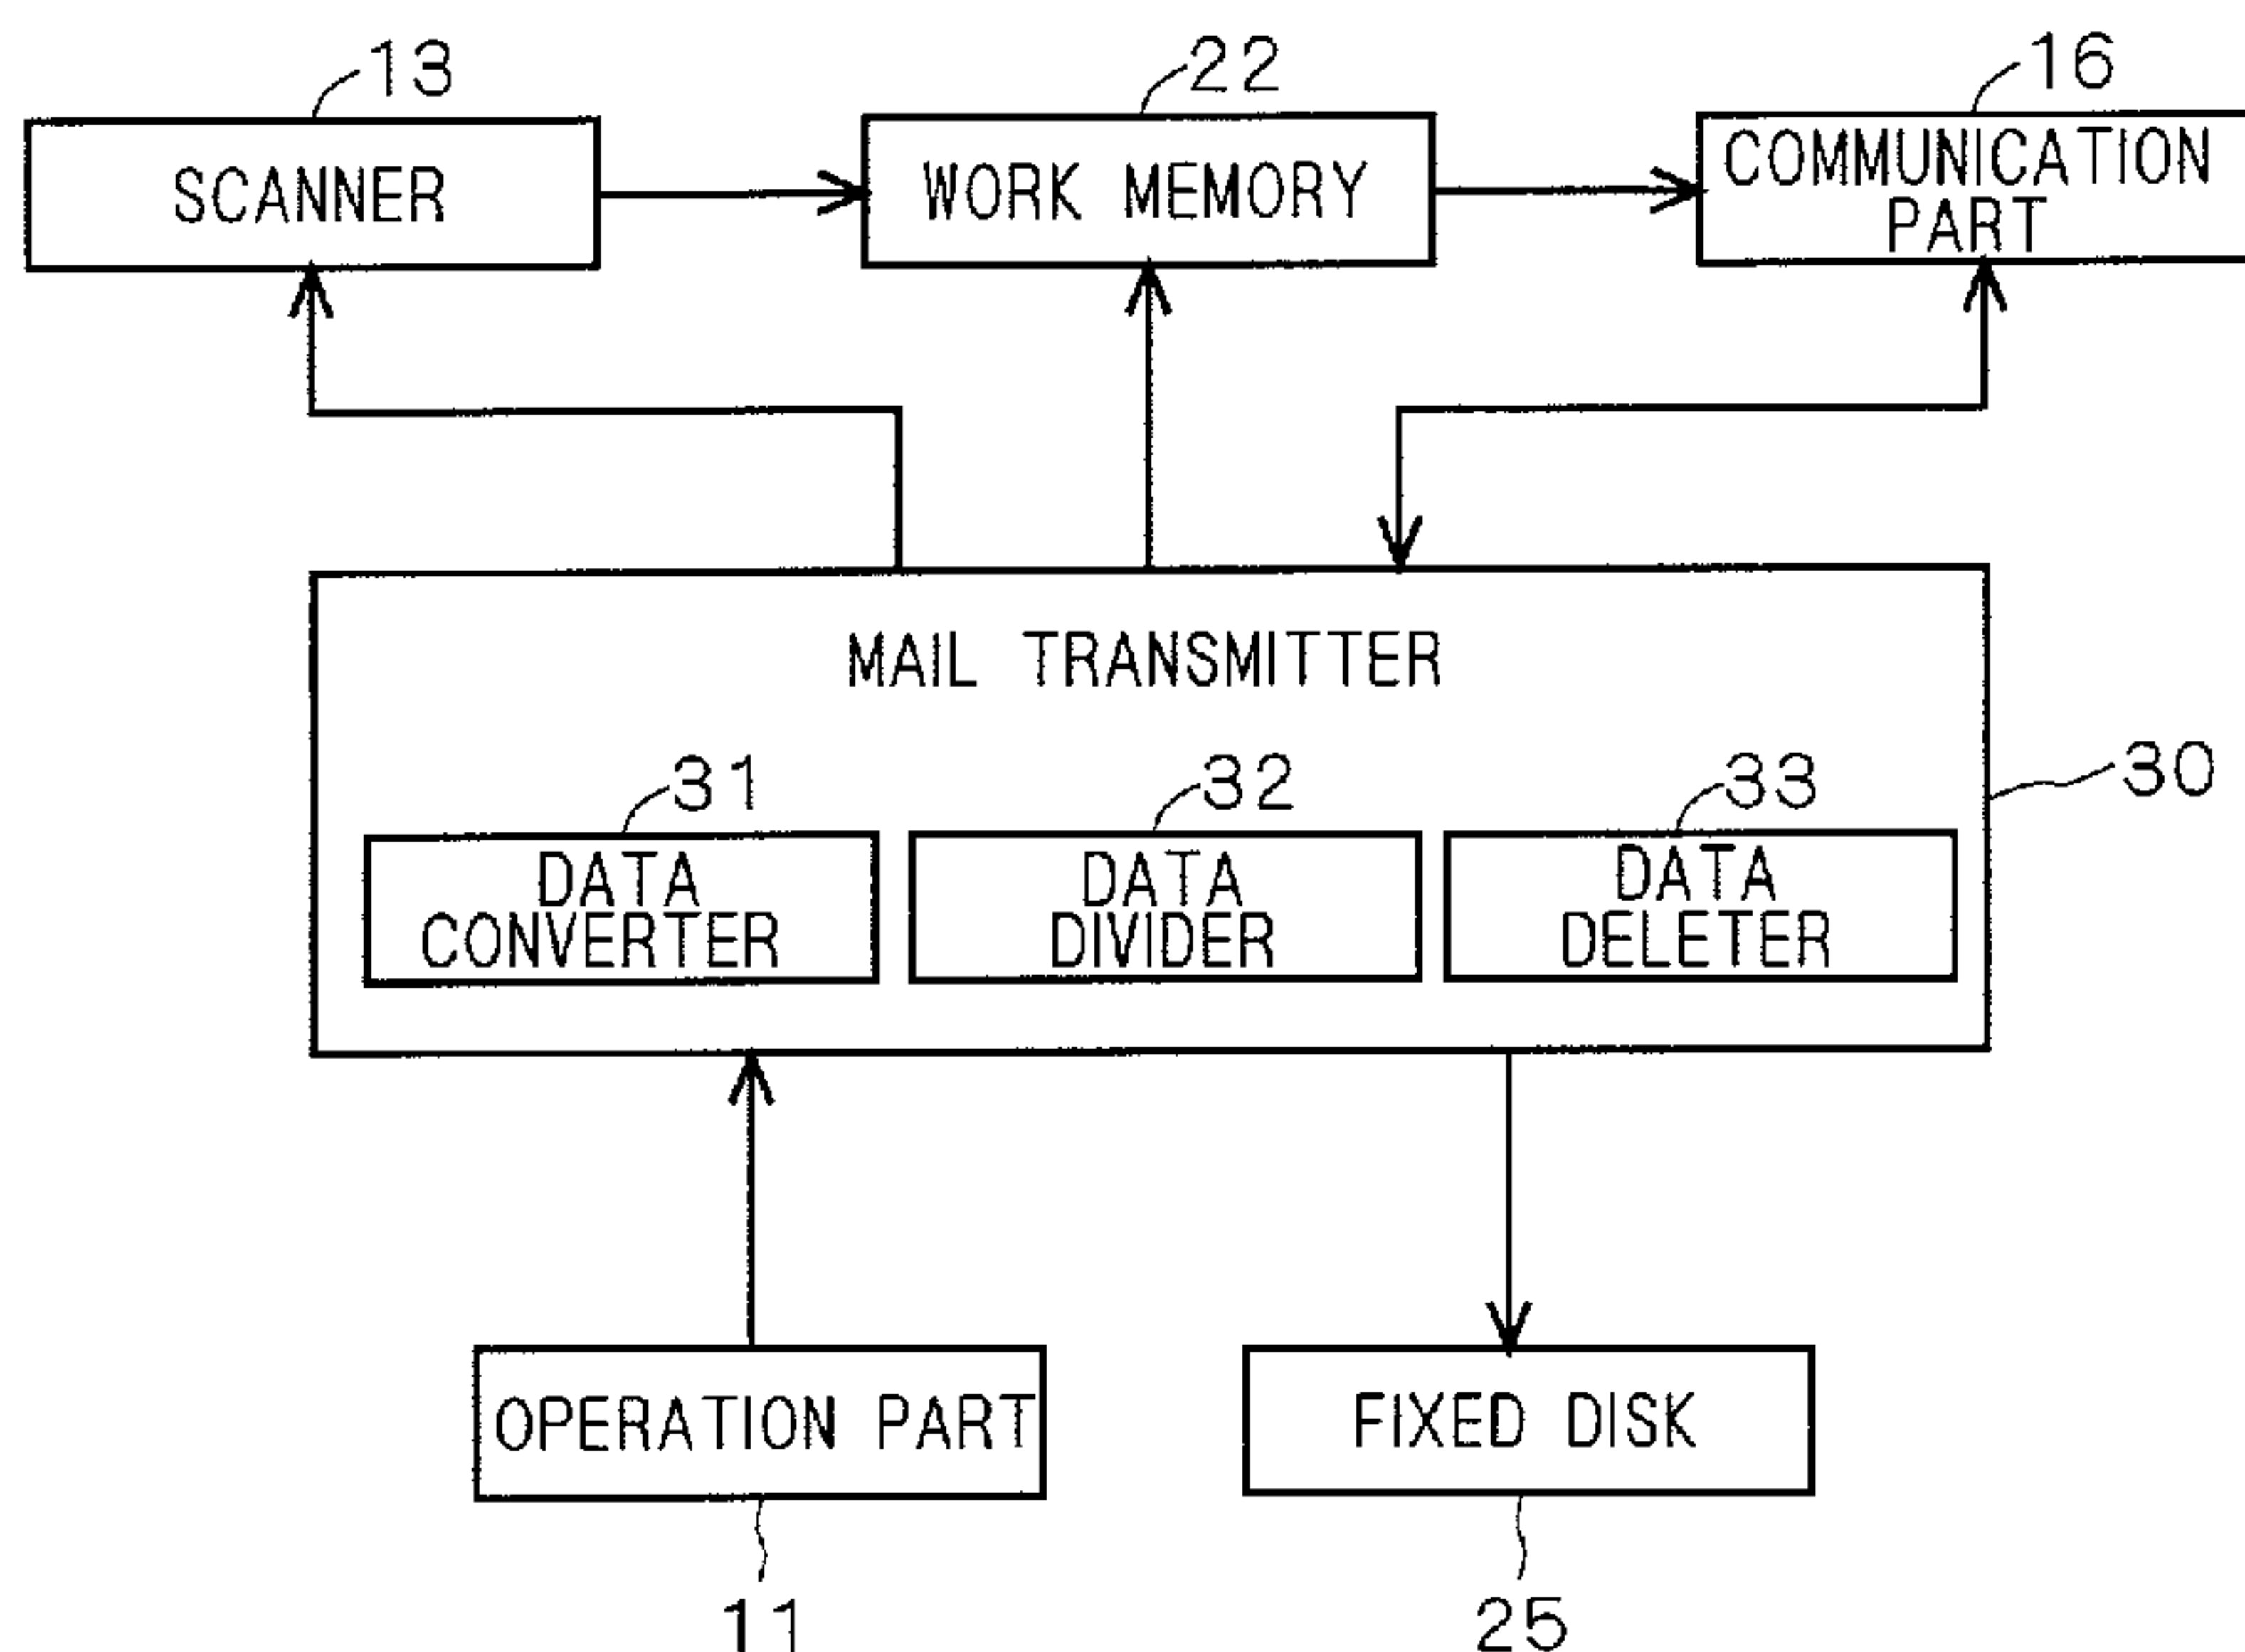 13
22
16
SCANNER
WORK MEMORY
COMMUNICATION
PART
MAIL TRANSMITTER
30
31
32
33
DATA
CONVERTER
DATA
DIVIDER
DATA
DELETER
OPERATION PART
FIXED DISK
11
25